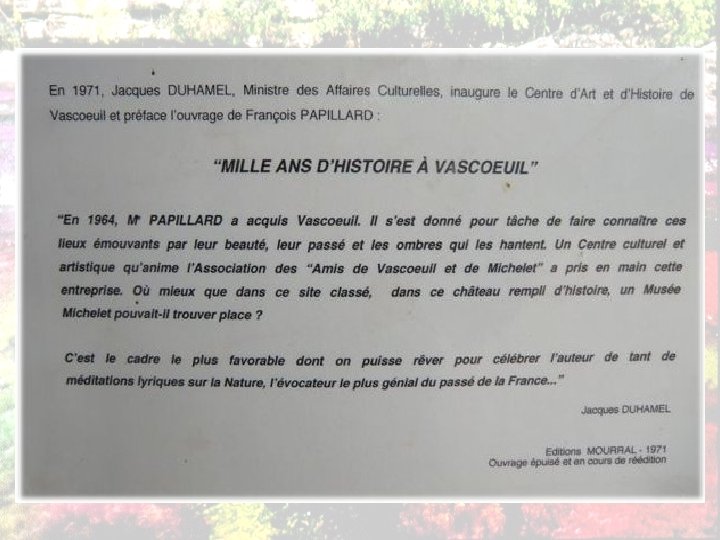 En 1971, Jacques DUHAMEL, Ministre des Affaires Culturelles, inaugure le Centre d'Art et d'Histoire de
Vascoeuil et préface l'ouvrage de François PAPILLARD :
“MILLE ANS D'HISTOIRE À VASCOEUIL”
“En 1964, Mr PAPILLARD a acquis Vascoeuil. Il s'est donné pour tâche de faire connaître ces
lieux émouvants par leur beauté, leur passé et les ombres qui les hantent. Un Centre culturel et
artistique qu'anime l'Association des “Amis de Vascoeuil et de Michelet” a pris en main cette
entreprise. Où mieux que dans ce site classé, dans ce château rempli d'histoire, un Musée
Michelet pouvait-il trouver place ?
C'est le cadre le plus favorable dont on puisse rêver pour célébrer l'auteur de tant de
méditations lyriques sur la Nature, l'évocateur le plus génial du passé de la France...”
Jacques DUHAMEL
Editions MOURRAL - 1971
Ouvrage épuisé et en cours de réédition